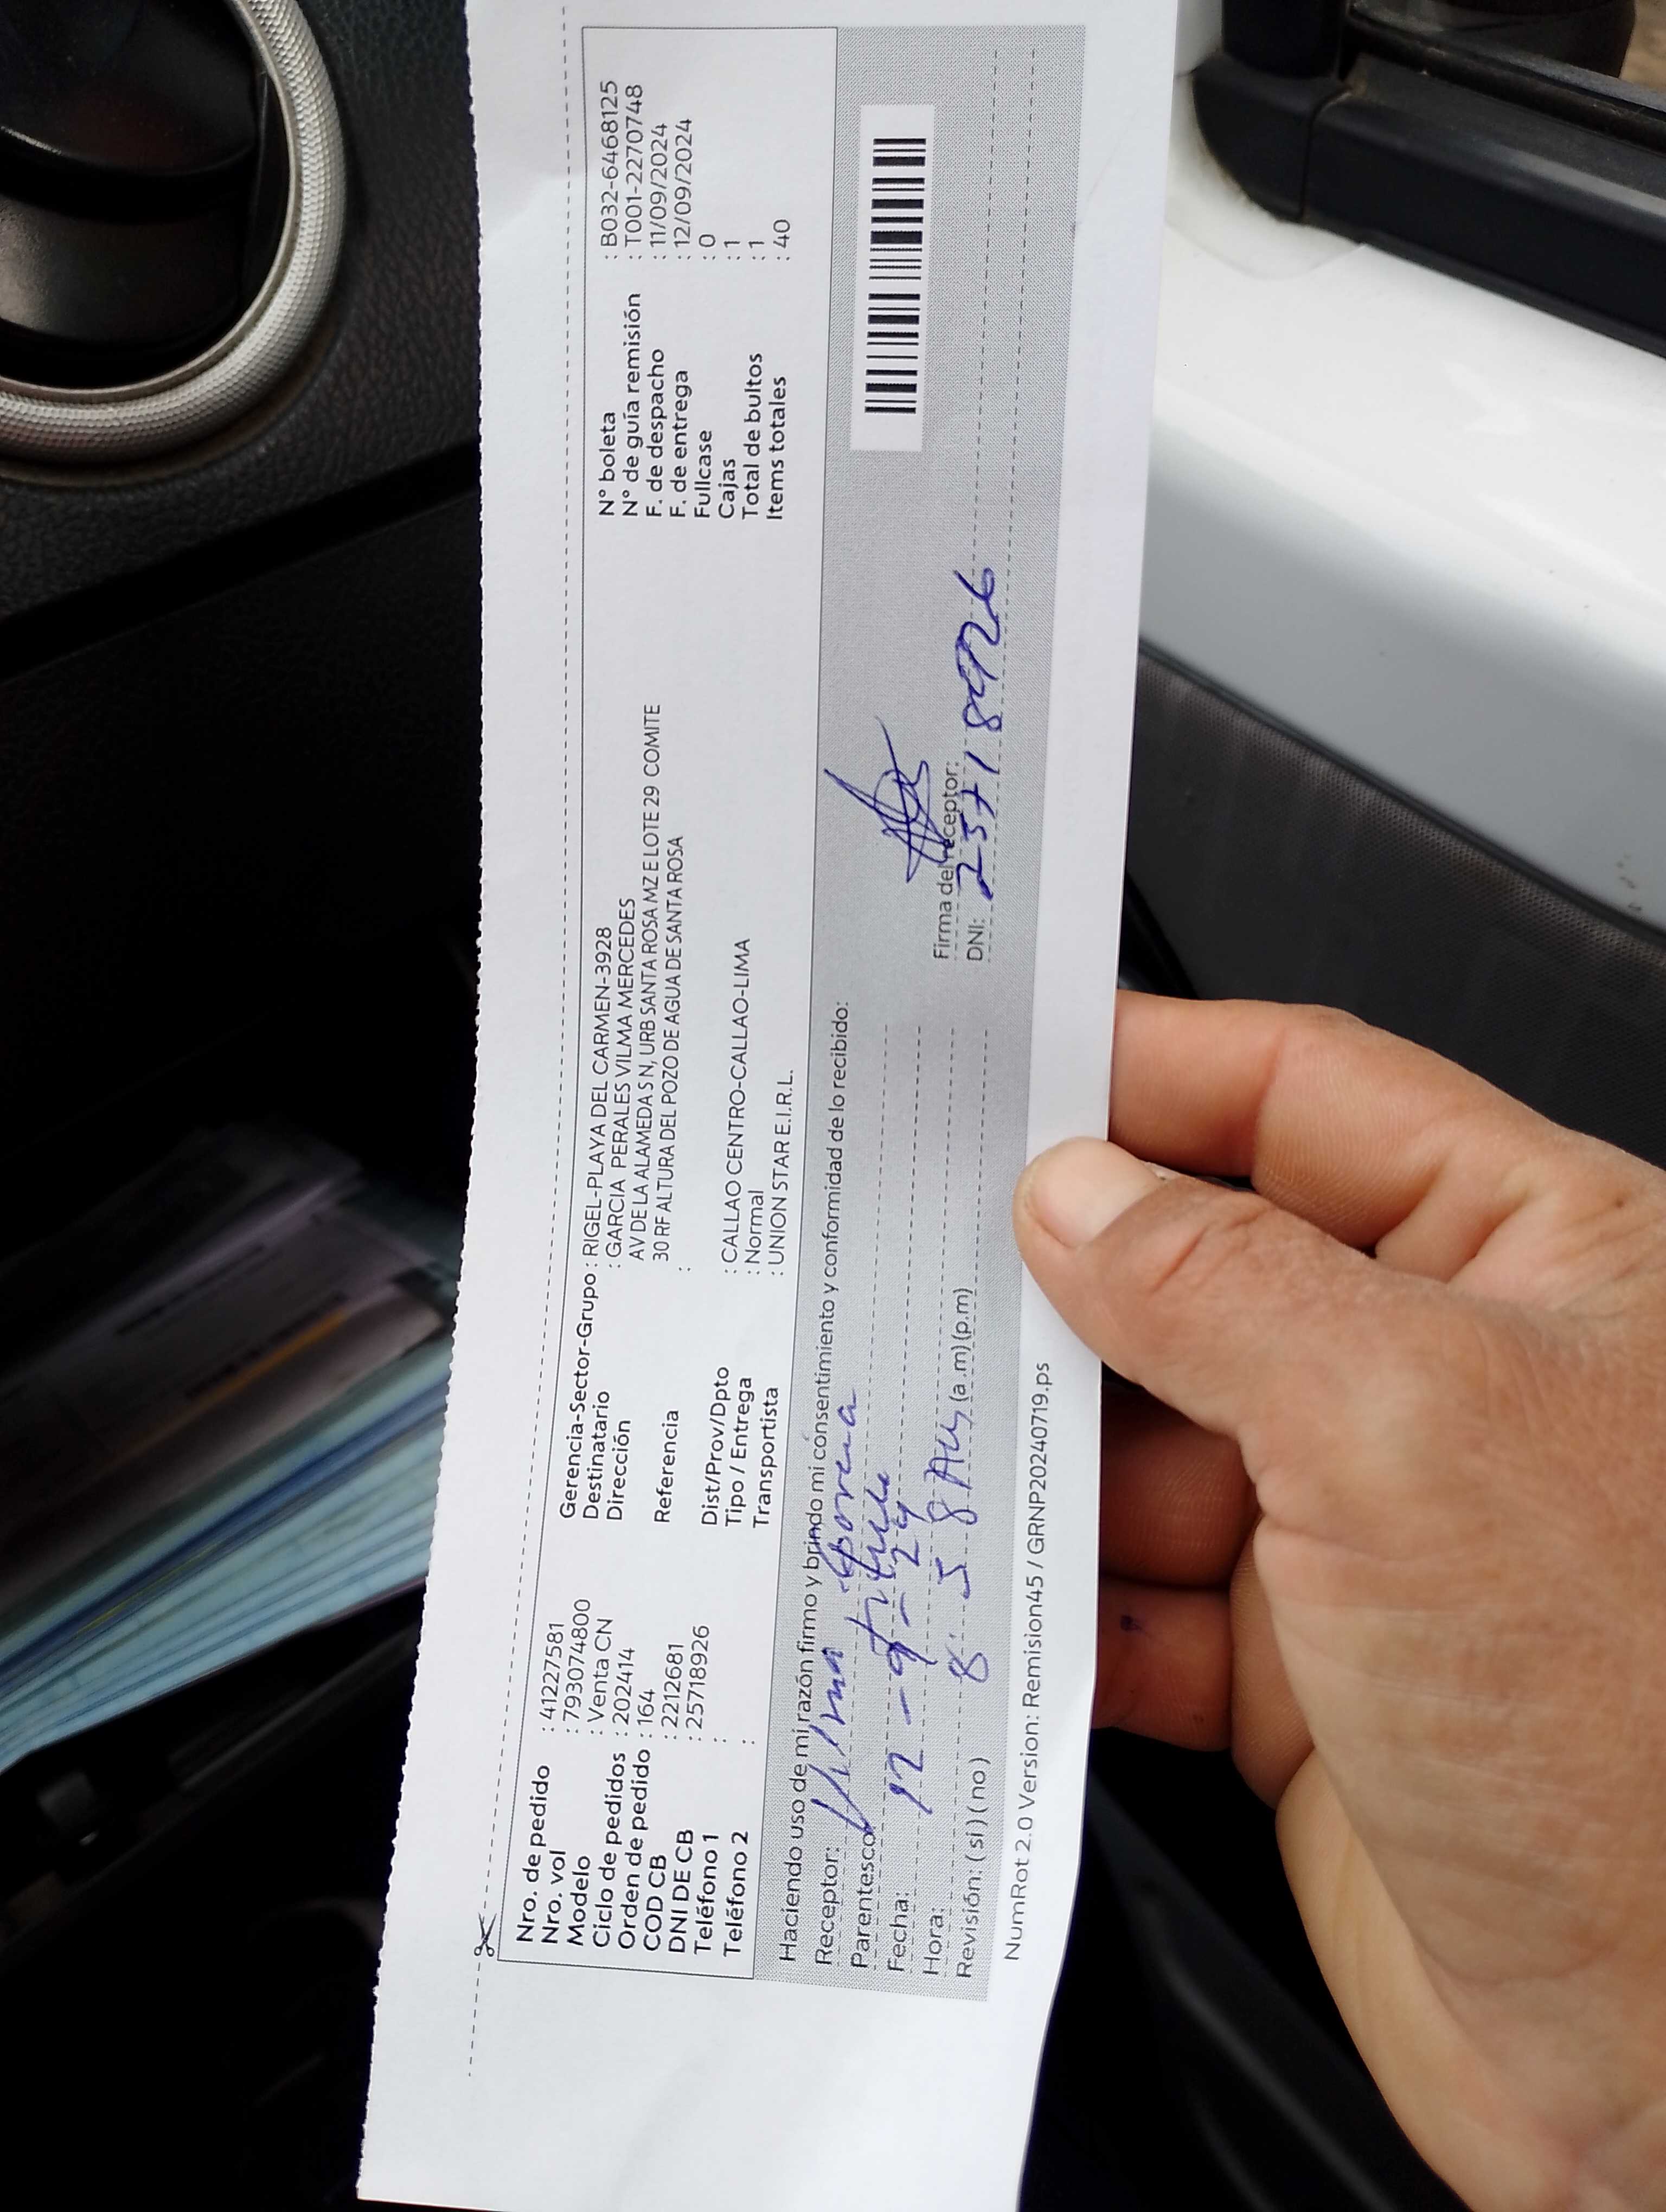 Nro. de pedido : 41227581
Nro. vol : 793074800
Modelo : Venta CN
Ciclo de pedidos : 202414
Orden de pedido : 164
COD CB : 2212681
DNI DE CB : 25718926
Teléfono 1 :
Teléfono 2 :
Gerencia-Sector-Grupo : RIGEL-PLAYA DEL CARMEN-3928
Destinatario : GARCIA PERALES VILMA MERCEDES
Dirección AV DE LA ALAMEDA S N, URB SANTA ROSA MZ E LOTE 29 COMITE
30 RF ALTURA DEL POZO DE AGUA DE SANTA ROSA
Referencia :
Dist/Prov/Dpto : CALLAO CENTRO-CALLAO-LIMA
Tipo / Entrega : Normal
Transportista : UNION STAR E.I.R.L.
N° boleta : B032-6468125
N° de guía remisión : T001-2270748
F. de despacho : 11/09/2024
F. de entrega : 12/09/2024
Fullcase : 0
Cajas : 1
Total de bultos : 1
Items totales : 40
Haciendo uso de mi razón firmo y brindo mi consentimiento y conformidad de lo recibido:
Receptor: Vilma
Parentesco
Fecha: 12 - 9 - 24
Hora: 8
Revisión: ( si ) ( no ) (a.m) (p.m)
Firma del receptor:
DNI: 25718926
NumRot 2.0 Version: Remision45 / GRNP20240719.ps